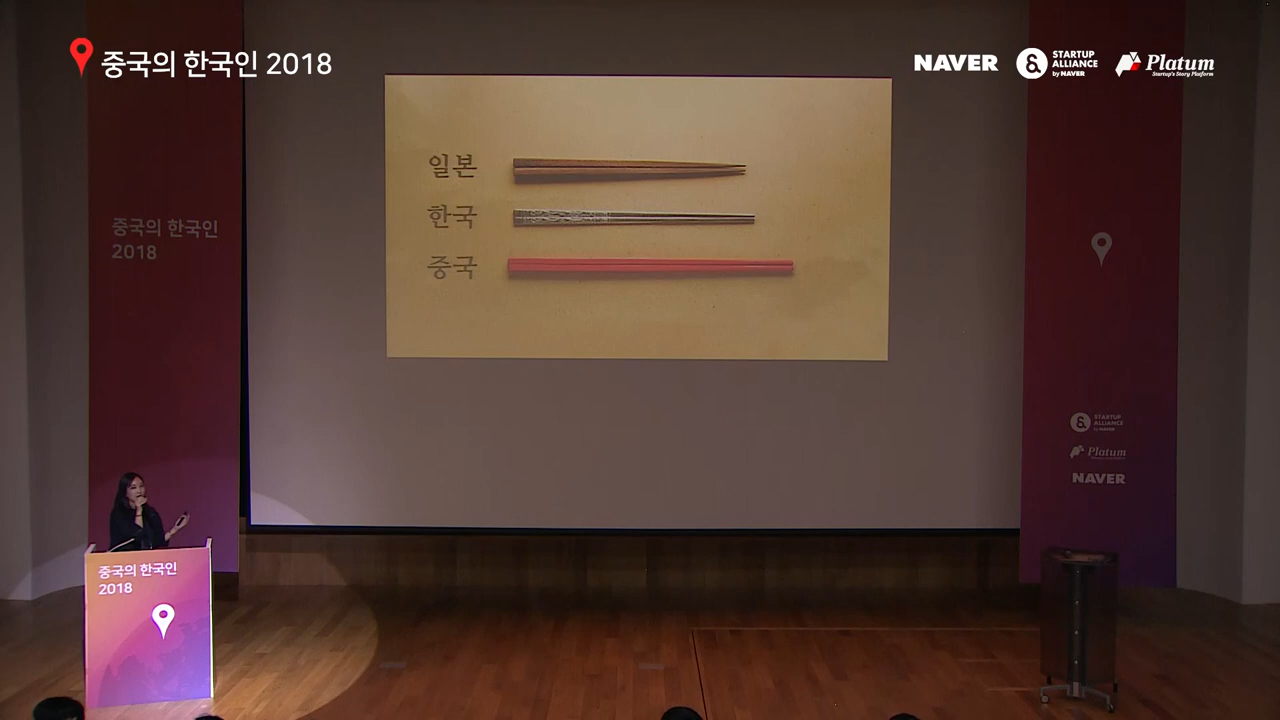 중국의 한국인 2018
NAVER
&
STARTUP
ALLIANCE
by NAVER
Platum
Startup's Story Platform
일본
한국
중국
중국의 한국인
2018
&
STARTUP
ALLIANCE
by NAVER
Platum
NAVER
중국의 한국인
2018